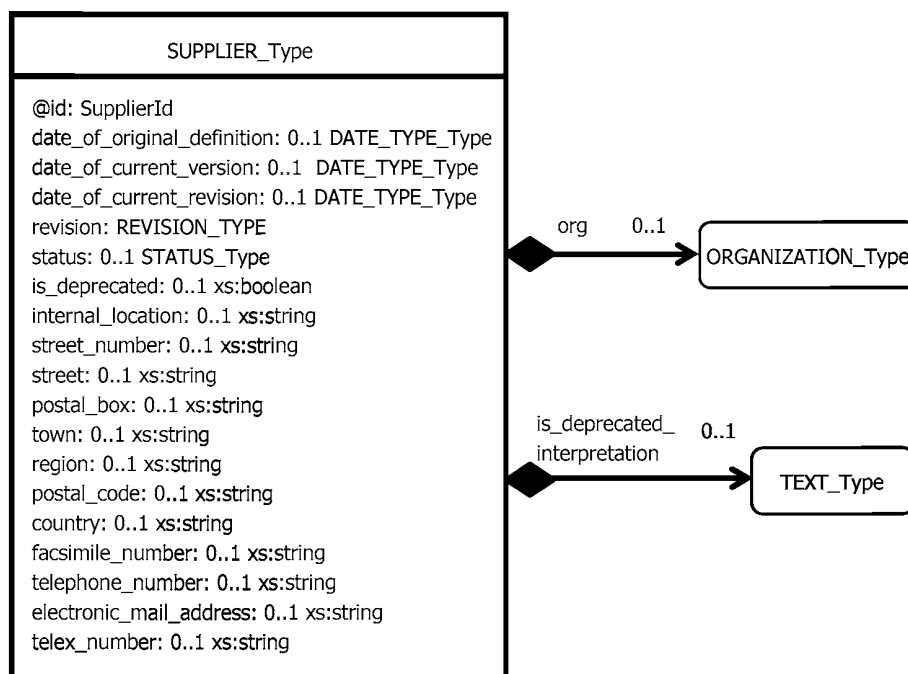 SUPPLIER_Type
@id: SupplierId
date_of_original_definition: 0..1 DATE_TYPE_Type
date_of_current_version: 0..1 DATE_TYPE_Type
date_of_current_revision: 0..1 DATE_TYPE_Type
revision: REVISION_TYPE
status: 0..1 STATUS_Type
is_deprecated: 0..1 xs:boolean
internal_location: 0..1 xs:string
street_number: 0..1 xs:string
street: 0..1 xs:string
postal_box: 0..1 xs:string
town: 0..1 xs:string
region: 0..1 xs:string
postal_code: 0..1 xs:string
country: 0..1 xs:string
facsimile_number: 0..1 xs:string
telephone_number: 0..1 xs:string
electronic_mail_address: 0..1 xs:string
telex_number: 0..1 xs:string
org 0..1
ORGANIZATION_Type
is_deprecated_ 0..1
interpretation
TEXT_Type